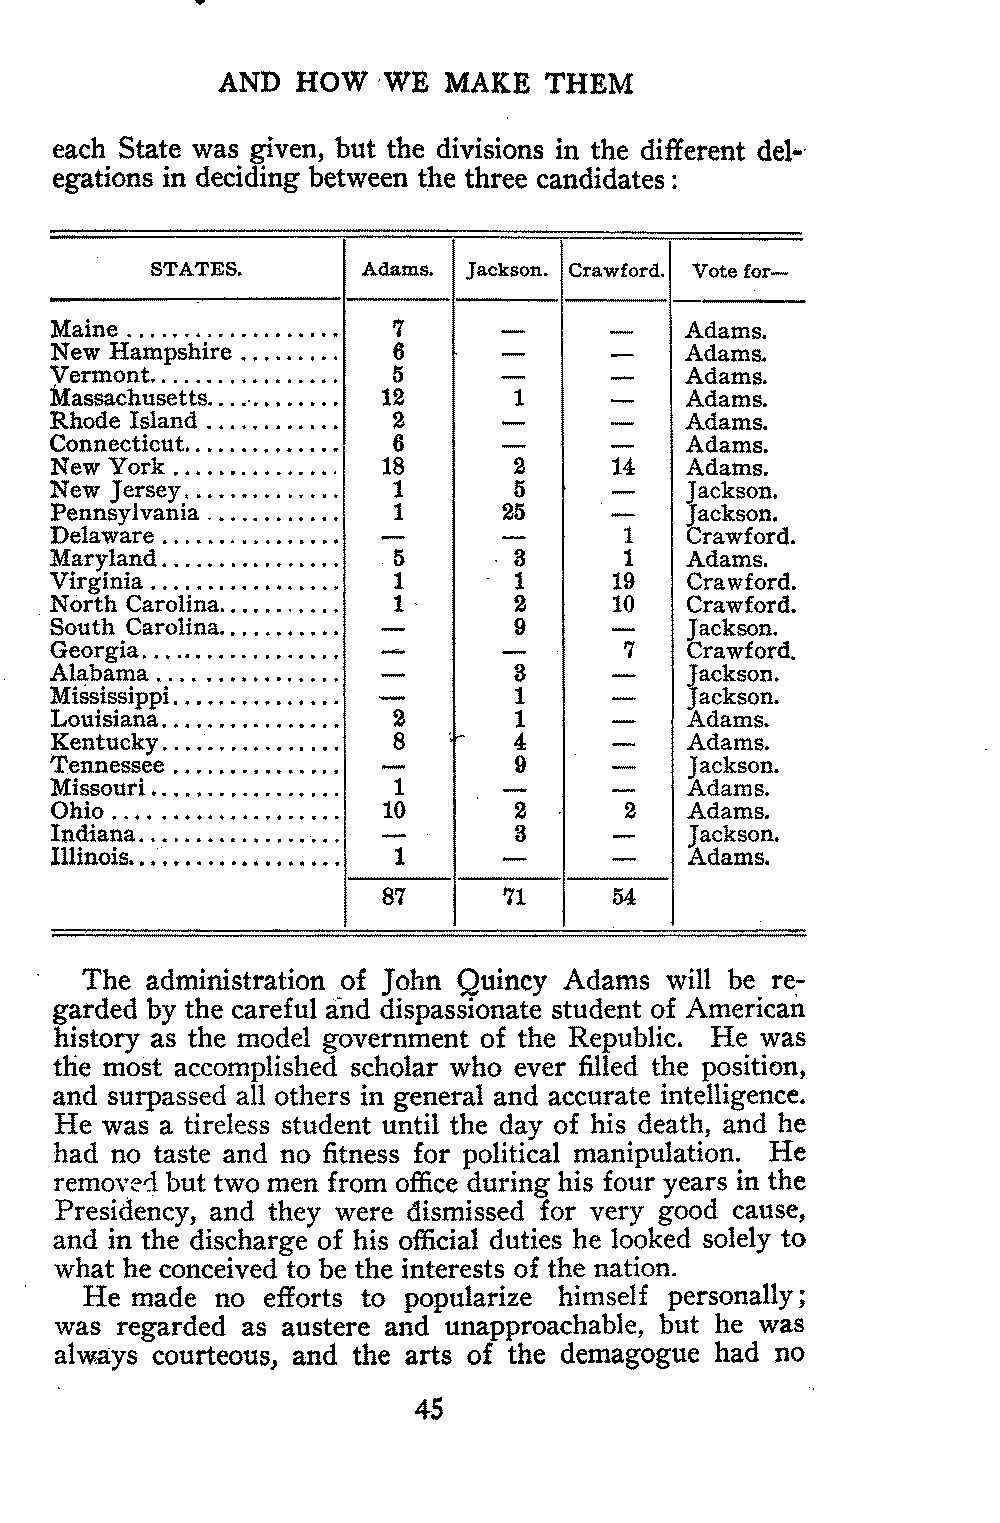 AND HOW WE MAKE THEM
each State was given, but the divisions in the different del-
egations in deciding between the three candidates:
STATES. Adams. Jackson. Crawford. Vote for—
Maine................... 7 — — Adams.
New Hampshire......... 6 — — Adams.
Vermont................. 5 — — Adams.
Massachusetts............ 12 1 — Adams.
Rhode Island............ 2 — — Adams.
Connecticut.............. 6 — — Adams.
New York............... 18 2 14 Adams.
New Jersey.............. 1 5 — Jackson.
Pennsylvania............ 1 25 — Jackson.
Delaware................ — — 1 Crawford.
Maryland................ 5 3 1 Adams.
Virginia................. 1 1 19 Crawford.
North Carolina........... 1 2 10 Crawford.
South Carolina........... — 9 — Jackson.
Georgia.................. — — 7 Crawford.
Alabama................ — 3 — Jackson.
Mississippi............... — 1 — Jackson.
Louisiana................ 2 1 — Adams.
Kentucky................ 8 4 — Adams.
Tennessee............... — 9 — Jackson.
Missouri................. 1 — — Adams.
Ohio.................... 10 2 2 Adams.
Indiana.................. — 3 — Jackson.
Illinois................... 1 — — Adams.
87 71 54
The administration of John Quincy Adams will be re-
garded by the careful and dispassionate student of American
history as the model government of the Republic. He was
the most accomplished scholar who ever filled the position,
and surpassed all others in general and accurate intelligence.
He was a tireless student until the day of his death, and he
had no taste and no fitness for political manipulation. He
removed but two men from office during his four years in the
Presidency, and they were dismissed for very good cause,
and in the discharge of his official duties he looked solely to
what he conceived to be the interests of the nation.
He made no efforts to popularize himself personally;
was regarded as austere and unapproachable, but he was
always courteous, and the arts of the demagogue had no
45